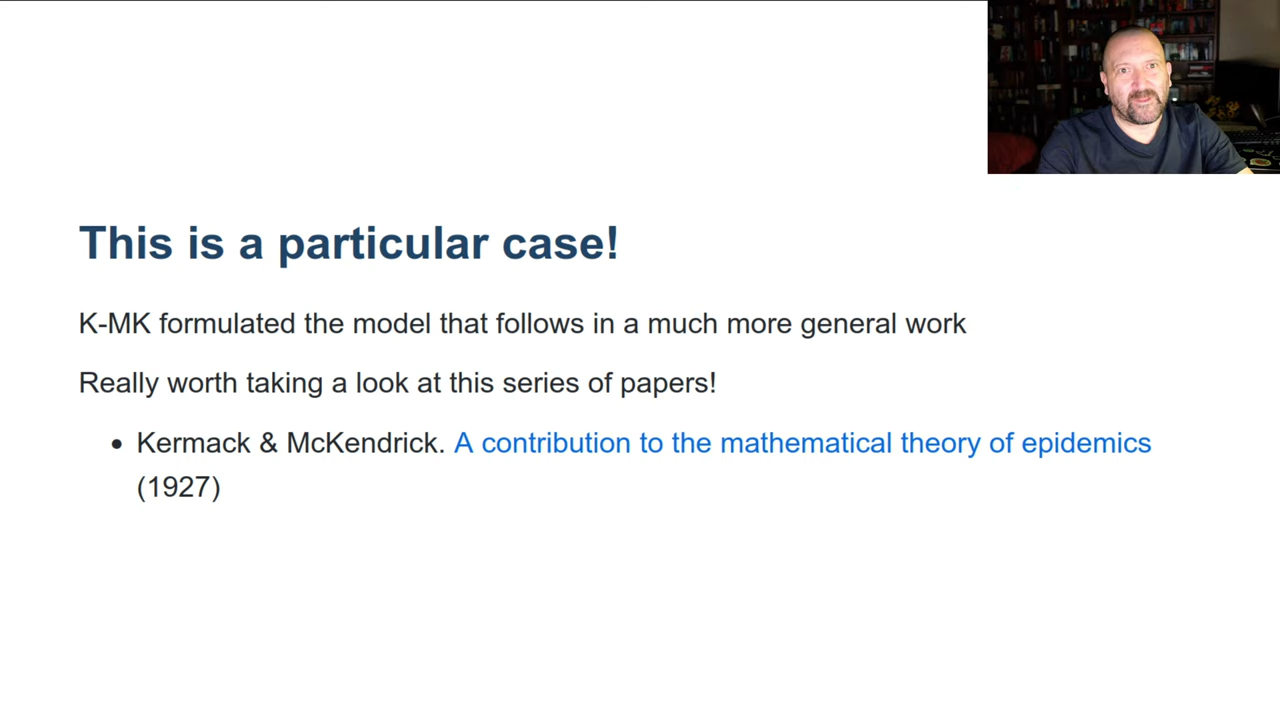 This is a particular case!
K-MK formulated the model that follows in a much more general work
Really worth taking a look at this series of papers!
• Kermack & McKendrick. A contribution to the mathematical theory of epidemics
(1927)